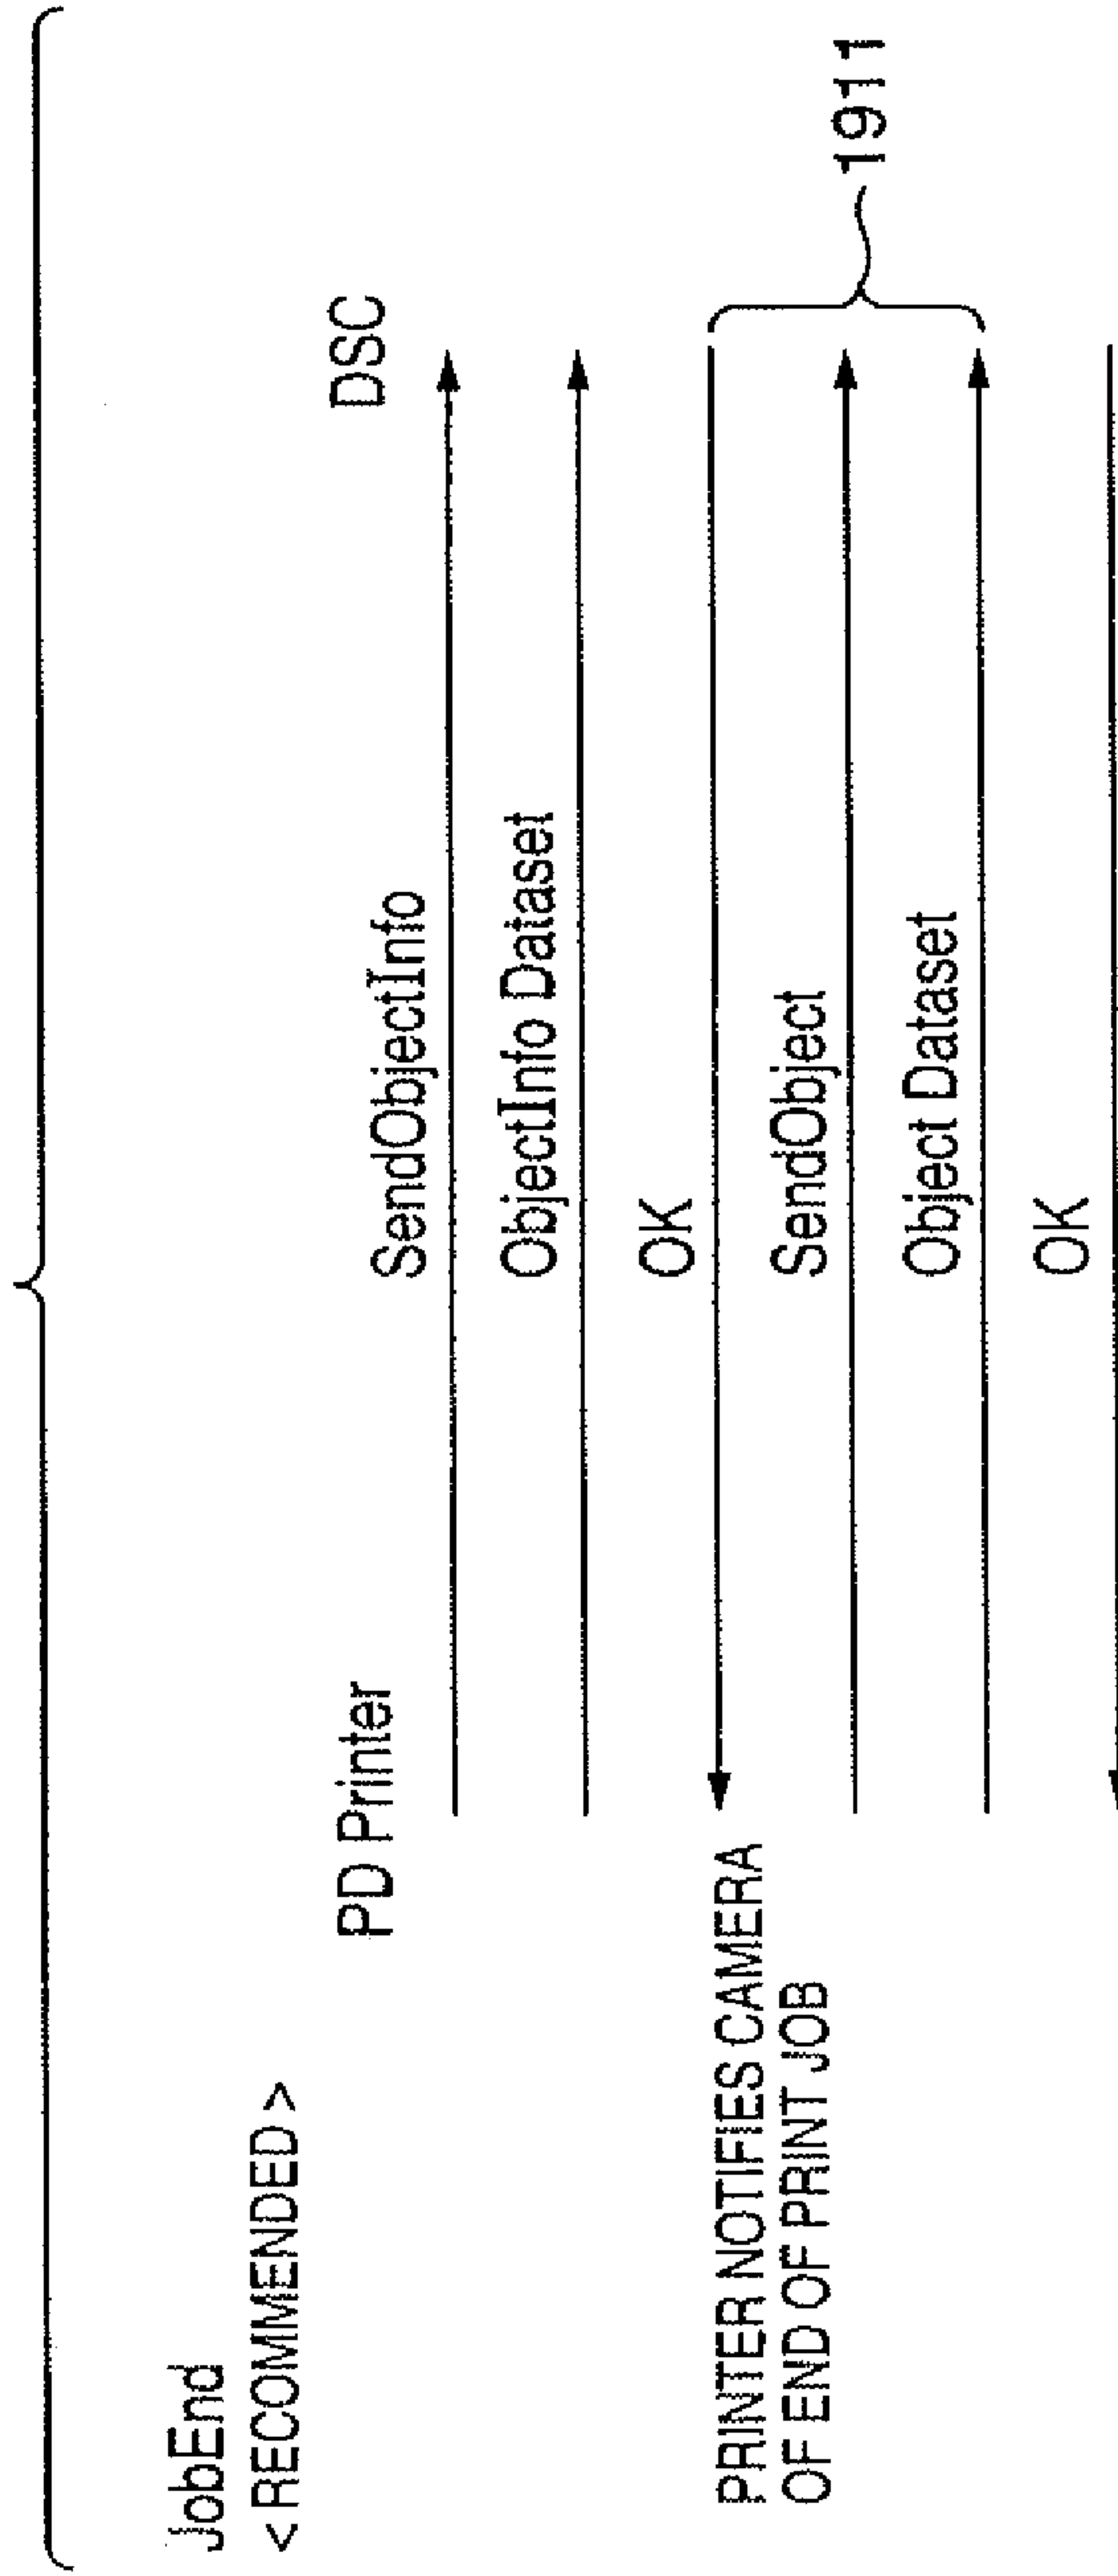 JobEnd
<RECOMMENDED>
PD Printer
DSC
SendObjectInfo
ObjectInfo Dataset
OK
SendObject
Object Dataset
OK
PRINTER NOTIFIES CAMERA
OF END OF PRINT JOB
1911